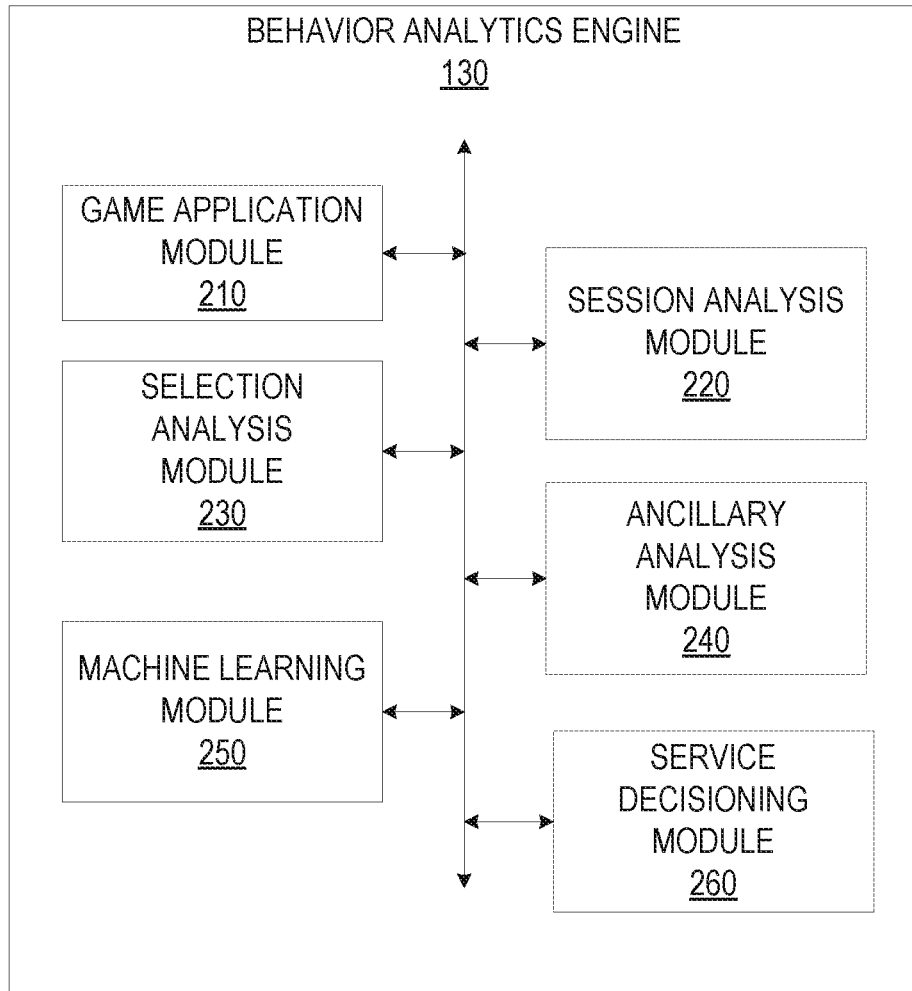 BEHAVIOR ANALYTICS ENGINE
130
GAME APPLICATION
MODULE
210
SESSION ANALYSIS
MODULE
220
SELECTION
ANALYSIS
MODULE
230
ANCILLARY
ANALYSIS
MODULE
240
MACHINE LEARNING
MODULE
250
SERVICE
DECISIONING
MODULE
260